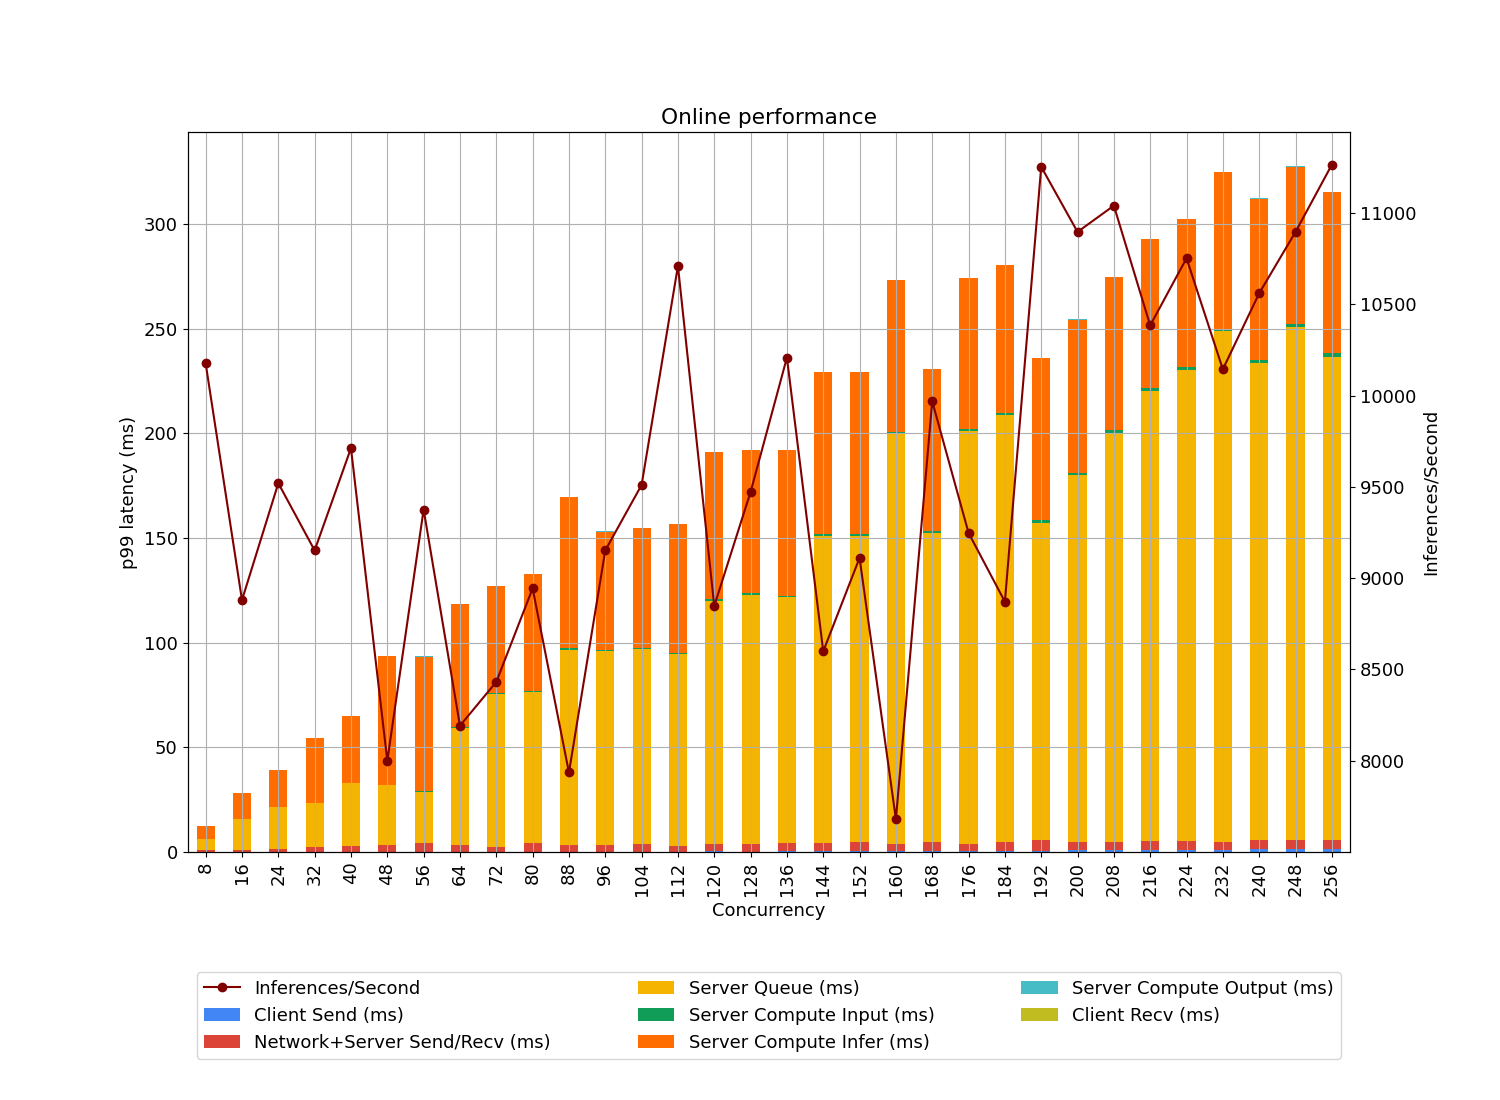 Online performance
300
250
200
150
100
50
0
p99 latency (ms)
11000
10500
10000
9500
9000
8500
8000
Inferences/Second
8 16 24 32 40 48 56 64 72 80 88 96 104 112 120 128 136 144 152 160 168 176 184 192 200 208 216 224 232 240 248 256
Concurrency
Inferences/Second
Client Send (ms)
Network+Server Send/Recv (ms)
Server Queue (ms)
Server Compute Input (ms)
Server Compute Infer (ms)
Server Compute Output (ms)
Client Recv (ms)